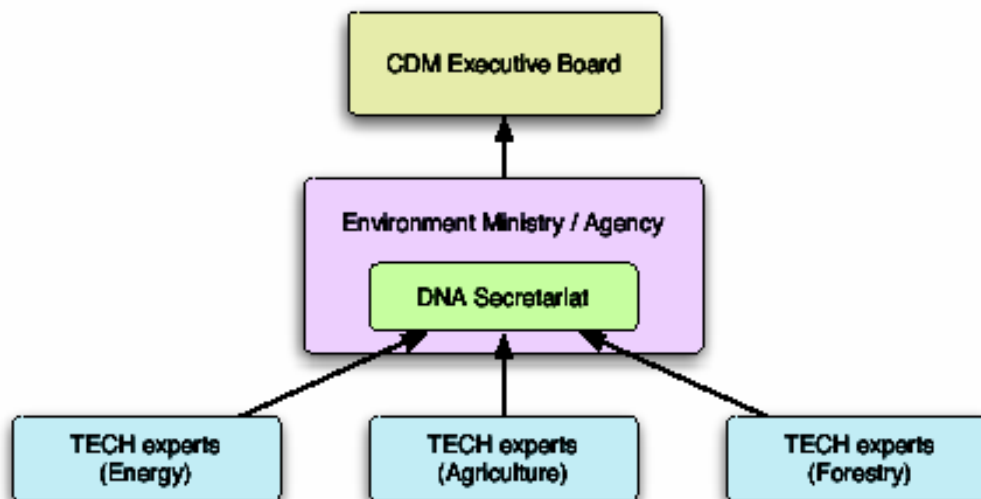 CDM Executive Board
Environment Ministry / Agency
DNA Secretariat
TECH experts
(Energy)
TECH experts
(Agriculture)
TECH experts
(Forestry)